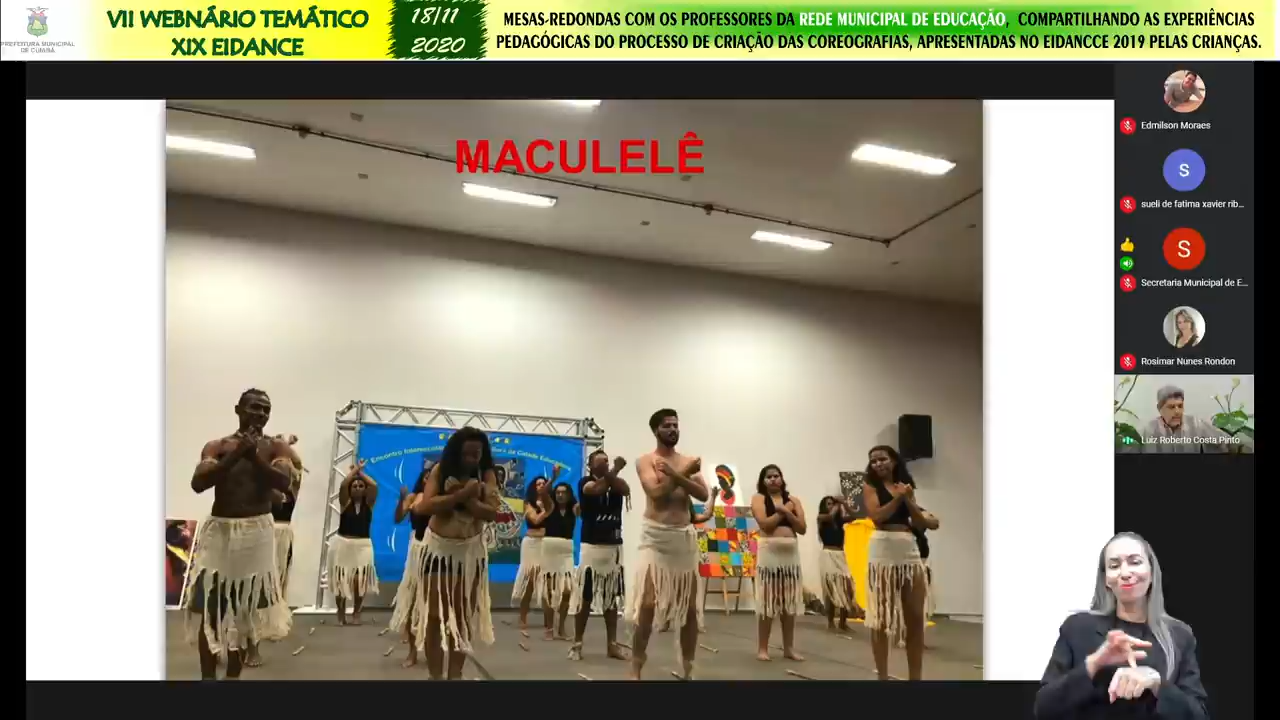 PREFEITURA MUNICIPAL
DE CUIABÁ
VII WEBNÁRIO TEMÁTICO
XIX EIDANCE
18/11
2020
MESAS-REDONDAS COM OS PROFESSORES DA REDE MUNICIPAL DE EDUCAÇÃO, COMPARTILHANDO AS EXPERIÊNCIAS
PEDAGÓGICAS DO PROCESSO DE CRIAÇÃO DAS COREOGRAFIAS, APRESENTADAS NO EIDANCCE 2019 PELAS CRIANÇAS.
MACULELÊ
Edmilson Moraes
S
sueli de fatima xavier rib...
S
Secretaria Municipal de E...
Rosimar Nunes Rondon
Luiz Roberto Costa Pinto